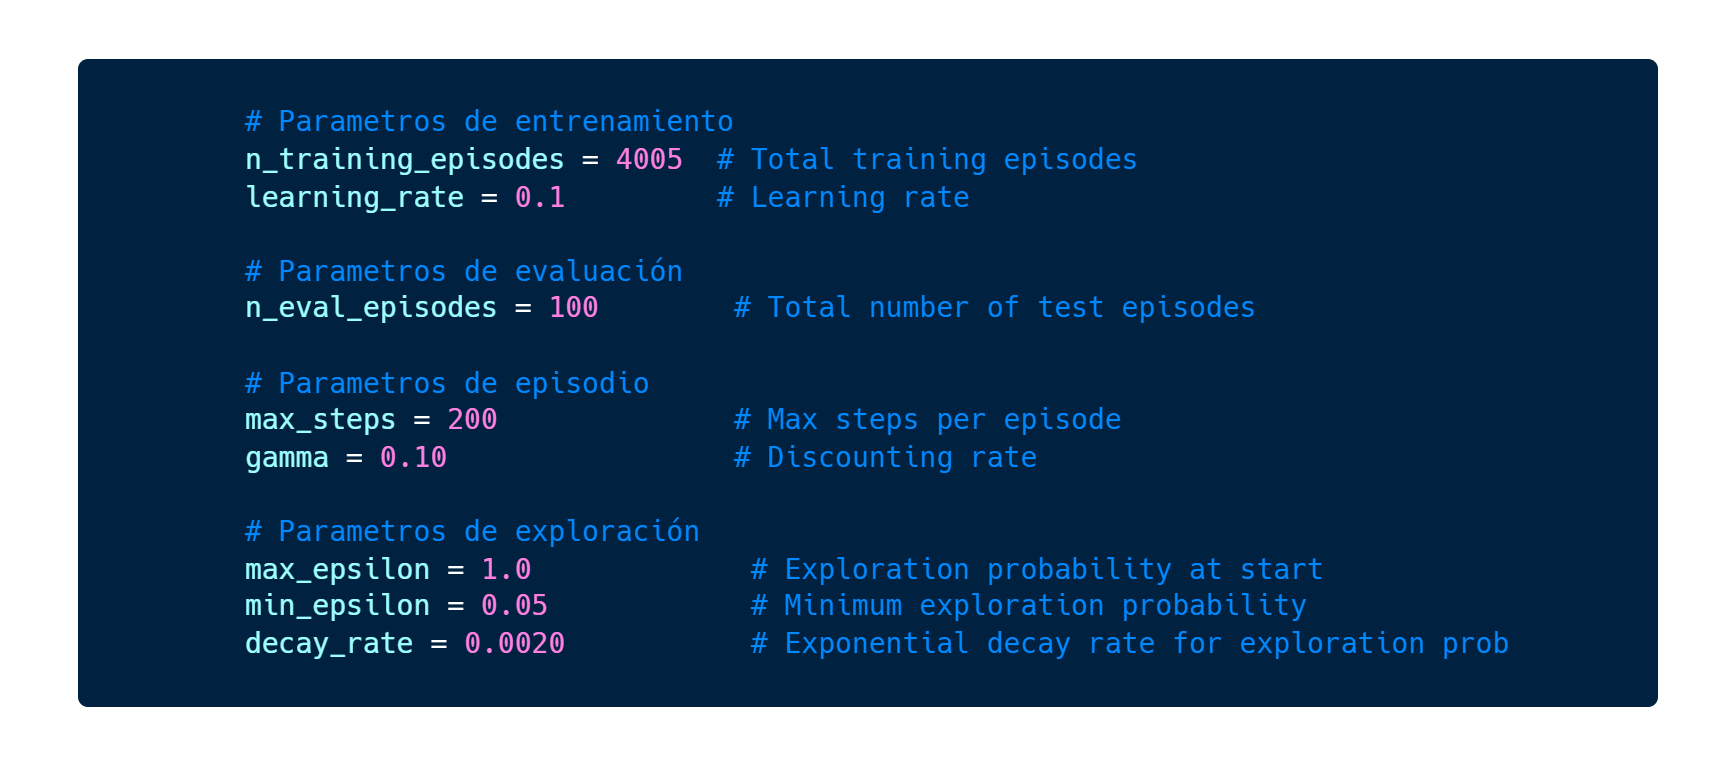 # Parametros de entrenamiento
n_training_episodes = 4005  # Total training episodes
learning_rate = 0.1         # Learning rate
# Parametros de evaluación
n_eval_episodes = 100        # Total number of test episodes
# Parametros de episodio
max_steps = 200              # Max steps per episode
gamma = 0.10                 # Discounting rate
# Parametros de exploración
max_epsilon = 1.0             # Exploration probability at start
min_epsilon = 0.05            # Minimum exploration probability
decay_rate = 0.0020           # Exponential decay rate for exploration prob